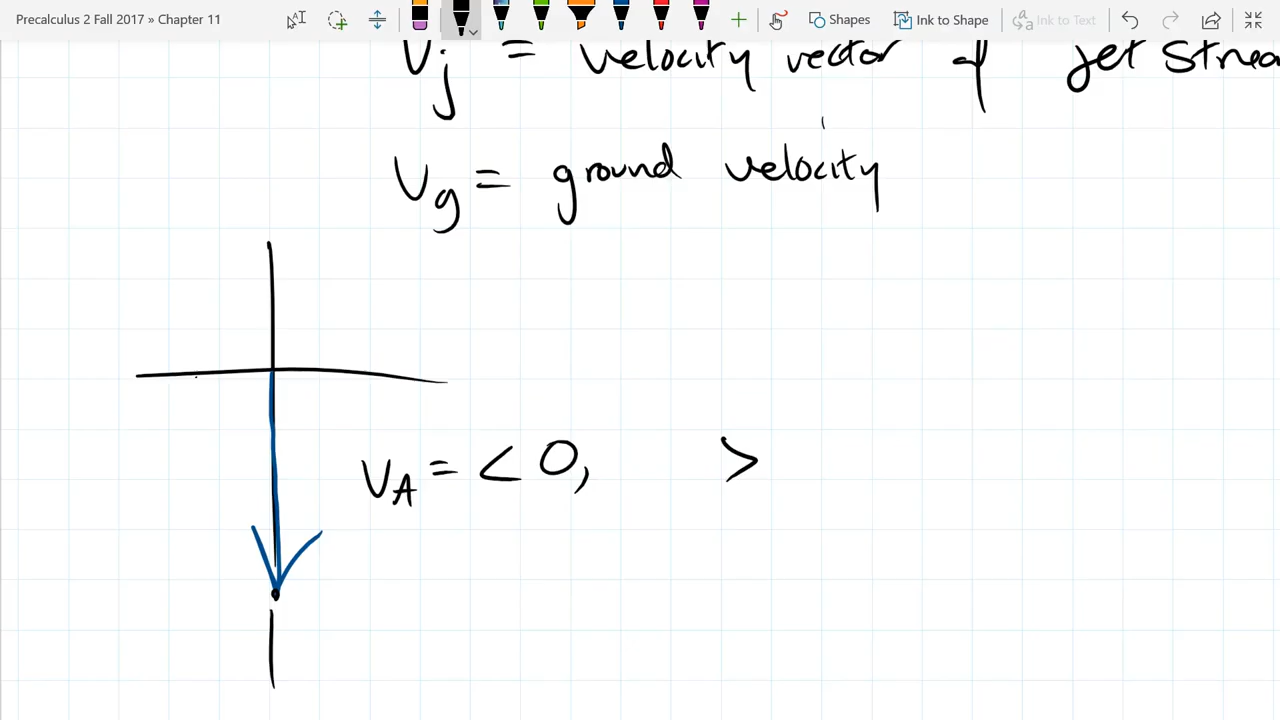 Precalculus 2 Fall 2017 » Chapter 11
Shapes
Ink to Shape
Ink to Text
Vj = velocity vector of jet Strea
Vg = ground velocity
VA = < 0, >